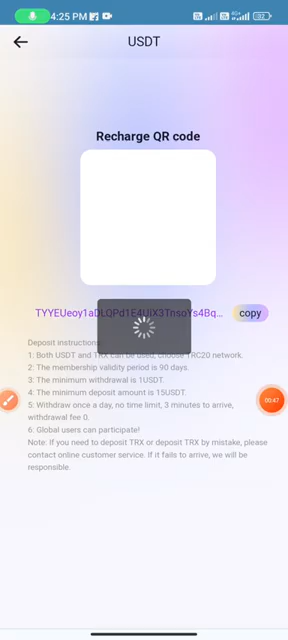 4:25 PM
USDT
Recharge QR code
TYYEUeoy1aDLQPd1E4UiX3TnsoYs4Bq... copy
Deposit instructions
1: Both USDT and TRX can be used, choose TRC20 network.
2: The membership validity period is 90 days.
3: The minimum withdrawal is 1USDT.
4: The minimum deposit amount is 15USDT.
5: Withdraw once a day, no time limit, 3 minutes to arrive,
withdrawal fee 0.
6: Global users can participate!
Note: If you need to deposit TRX or deposit TRX by mistake, please
contact online customer service. If it fails to arrive, we will be
responsible.
00:47